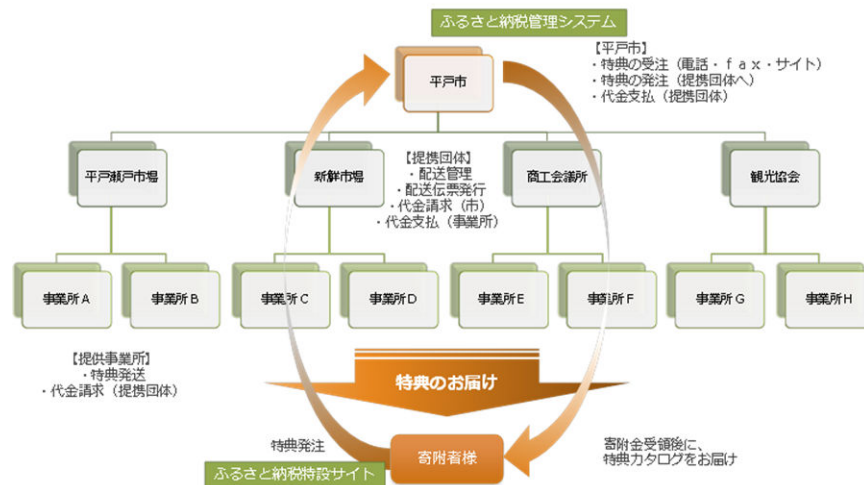 ふるさと納税管理システム
平戸市
【平戸市】
・特典の受注（電話・ｆａｘ・サイト）
・特典の発注（提携団体へ）
・代金支払（提携団体）
平戸瀬戸市場
新鮮市場
【提携団体】
・配送管理
・配送伝票発行
・代金請求（市）
・代金支払（事業所）
商工会議所
観光協会
事業所A
事業所B
事業所C
事業所D
事業所E
事業所F
事業所G
事業所H
【提供事業所】
・特典発送
・代金請求（提携団体）
特典のお届け
特典発注
寄附者様
寄附金受領後に、
特典カタログをお届け
ふるさと納税特設サイト